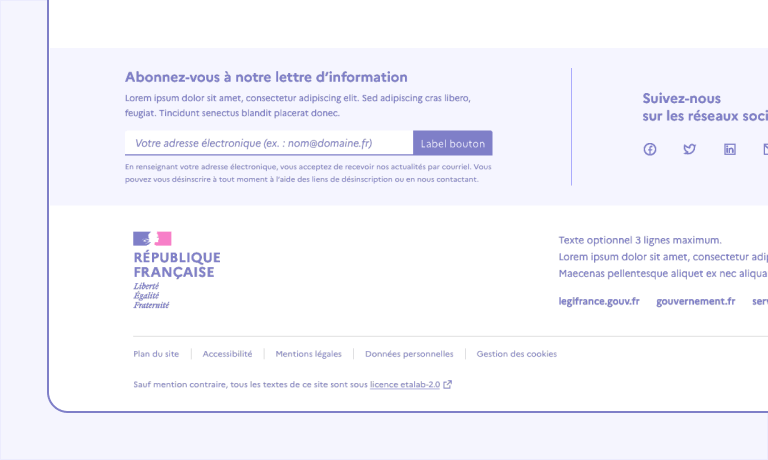 Abonnez-vous à notre lettre d’information
Lorem ipsum dolor sit amet, consectetur adipiscing elit. Sed adipiscing cras libero,
feugiat. Tincidunt senectus blandit placerat donec.
Votre adresse électronique (ex. : nom@domaine.fr)
Label bouton
En renseignant votre adresse électronique, vous acceptez de recevoir nos actualités par courriel. Vous
pouvez vous désinscrire à tout moment à l’aide des liens de désinscription ou en nous contactant.
Suivez-nous
sur les réseaux soci
RÉPUBLIQUE
FRANÇAISE
Liberté
Égalité
Fraternité
Texte optionnel 3 lignes maximum.
Lorem ipsum dolor sit amet, consectetur adip
Maecenas pellentesque aliquet ex nec aliqua
legifrance.gouv.fr gouvernement.fr serv
Plan du site Accessibilité Mentions légales Données personnelles Gestion des cookies
Sauf mention contraire, tous les textes de ce site sont sous licence etalab-2.0